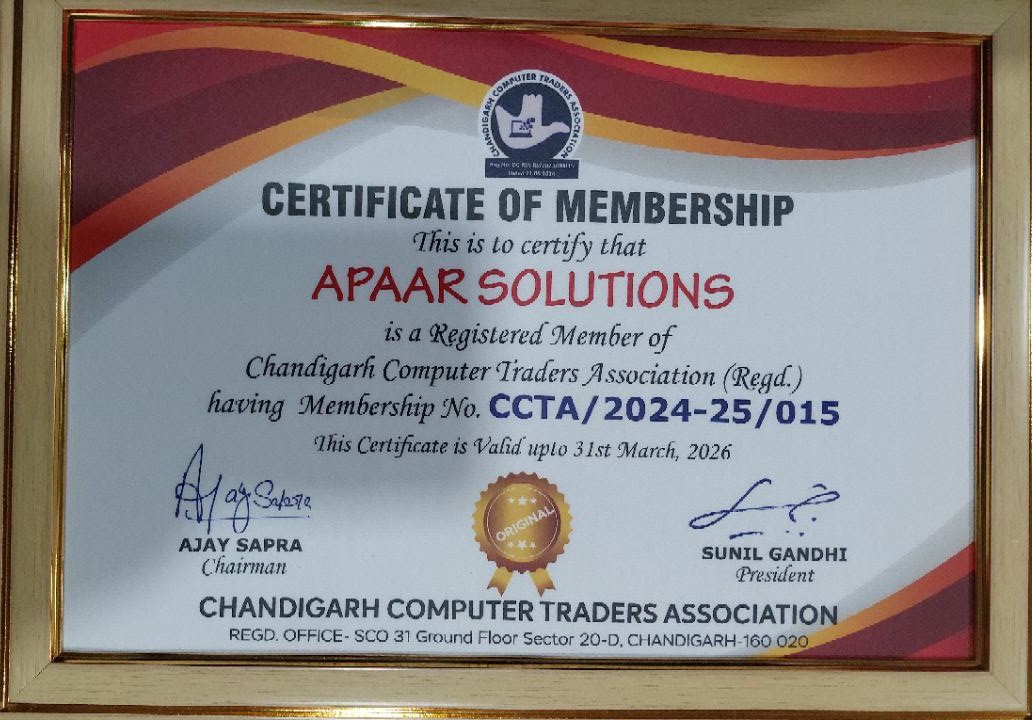 CHANDIGARH COMPUTER TRADERS ASSOCIATION
CERTIFICATE OF MEMBERSHIP
This is to certify that
APAAR SOLUTIONS
is a Registered Member of
Chandigarh Computer Traders Association (Regd.)
having Membership No. CCTA/2024-25/015
This Certificate is Valid upto 31st March, 2026
Ajay Sapra
ORIGINAL
AJAY SAPRA
SUNIL GANDHI
Chairman
President
CHANDIGARH COMPUTER TRADERS ASSOCIATION
REGD. OFFICE- SCO 31 Ground Floor Sector 20-D, CHANDIGARH-160 020